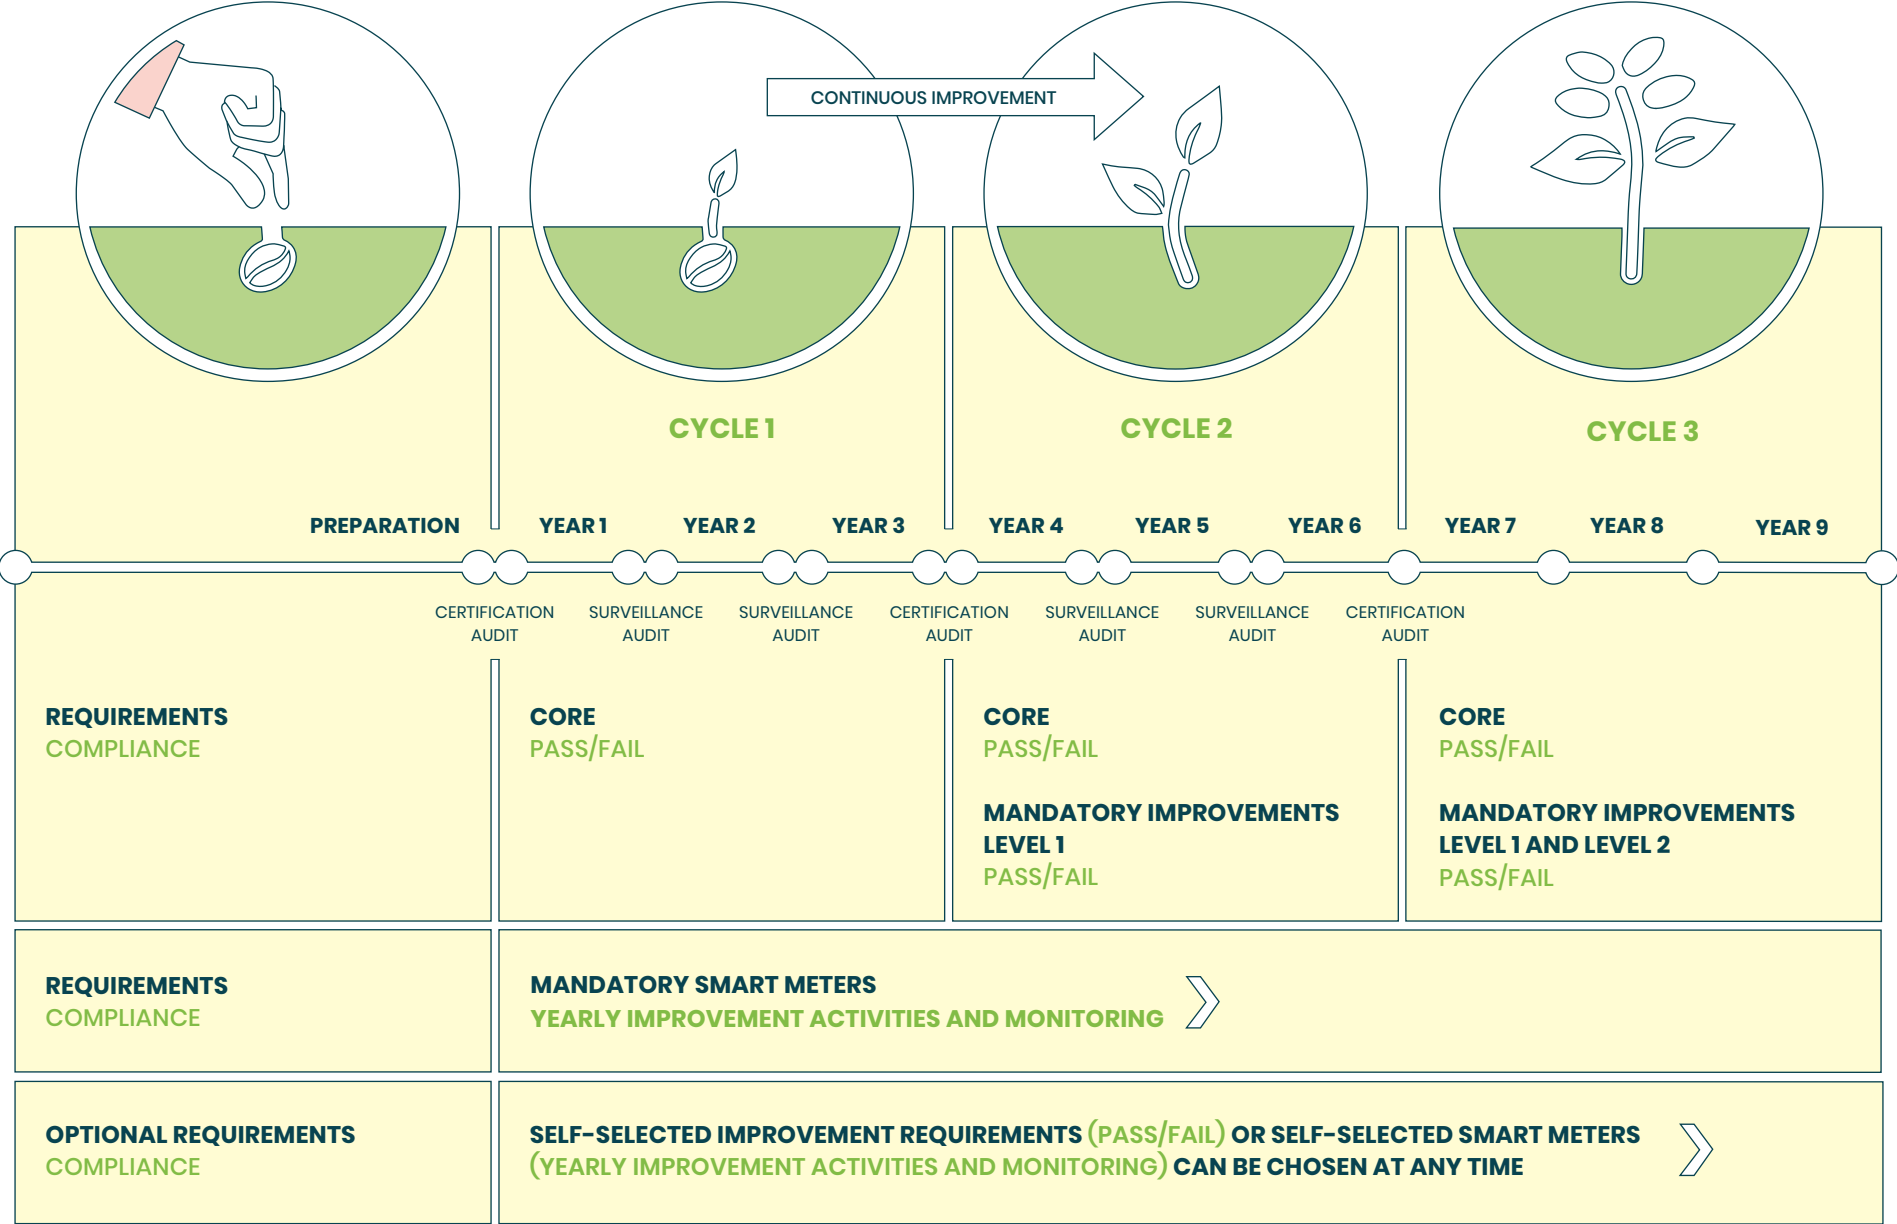 CONTINUOUS IMPROVEMENT
CYCLE 1
CYCLE 2
CYCLE 3
PREPARATION
YEAR 1
YEAR 2
YEAR 3
YEAR 4
YEAR 5
YEAR 6
YEAR 7
YEAR 8
YEAR 9
CERTIFICATION
AUDIT
SURVEILLANCE
AUDIT
SURVEILLANCE
AUDIT
CERTIFICATION
AUDIT
SURVEILLANCE
AUDIT
SURVEILLANCE
AUDIT
CERTIFICATION
AUDIT
REQUIREMENTS
COMPLIANCE
CORE
PASS/FAIL
CORE
PASS/FAIL
MANDATORY IMPROVEMENTS
LEVEL 1
PASS/FAIL
CORE
PASS/FAIL
MANDATORY IMPROVEMENTS
LEVEL 1 AND LEVEL 2
PASS/FAIL
REQUIREMENTS
COMPLIANCE
MANDATORY SMART METERS
YEARLY IMPROVEMENT ACTIVITIES AND MONITORING
OPTIONAL REQUIREMENTS
COMPLIANCE
SELF-SELECTED IMPROVEMENT REQUIREMENTS (PASS/FAIL) OR SELF-SELECTED SMART METERS
(YEARLY IMPROVEMENT ACTIVITIES AND MONITORING) CAN BE CHOSEN AT ANY TIME